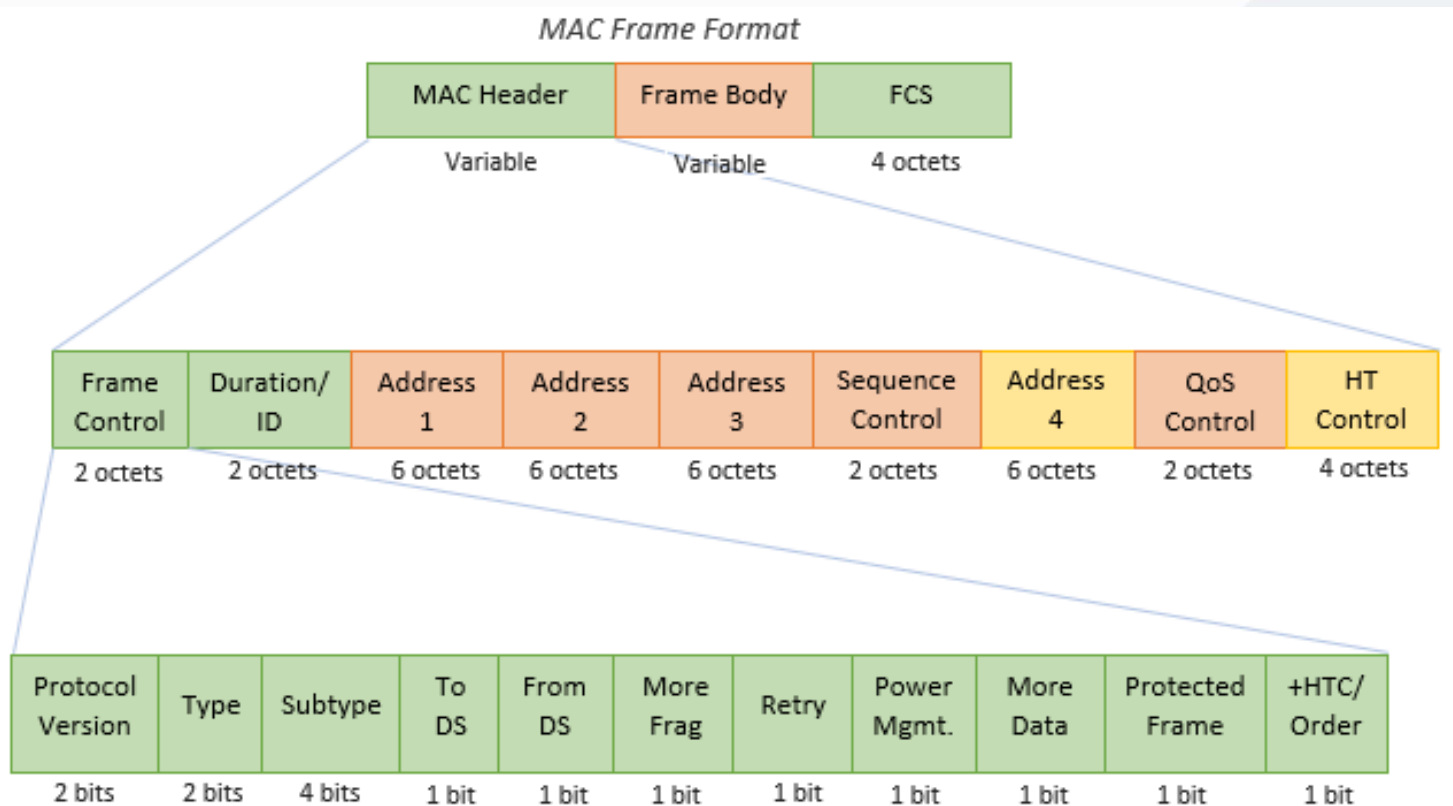 MAC Frame Format
MAC Header Frame Body FCS
Variable Variable 4 octets
Frame Duration/ Address Address Address Sequence Address QoS HT
Control ID 1 2 3 Control 4 Control Control
2 octets 2 octets 6 octets 6 octets 6 octets 2 octets 6 octets 2 octets 4 octets
Protocol Type Subtype To From More Retry Power More Protected +HTC/
Version DS DS Frag Mgmt. Data Frame Order
2 bits 2 bits 4 bits 1 bit 1 bit 1 bit 1 bit 1 bit 1 bit 1 bit 1 bit